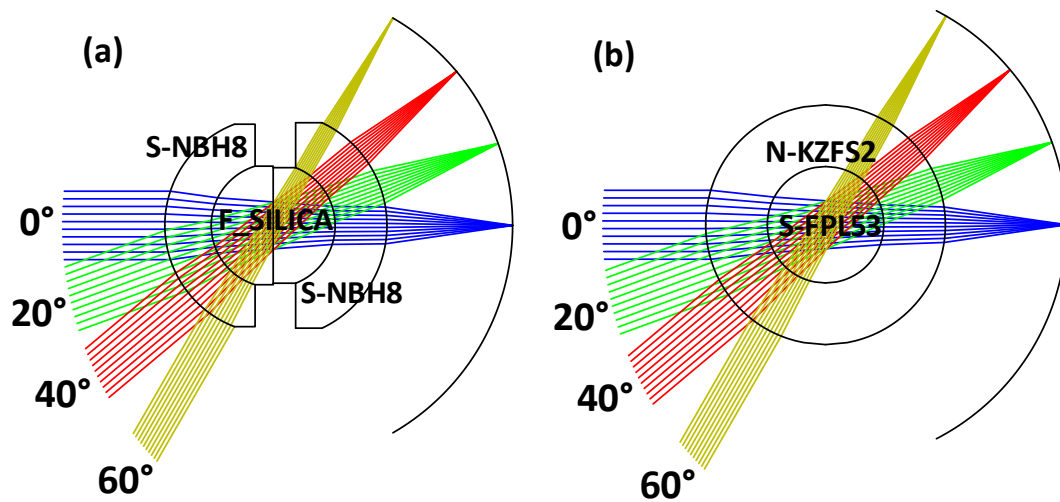 (a)
S-NBH8
F_SILICA
S-NBH8
0°
20°
40°
60°
(b)
N-KZFS2
S-FPL53
0°
20°
40°
60°